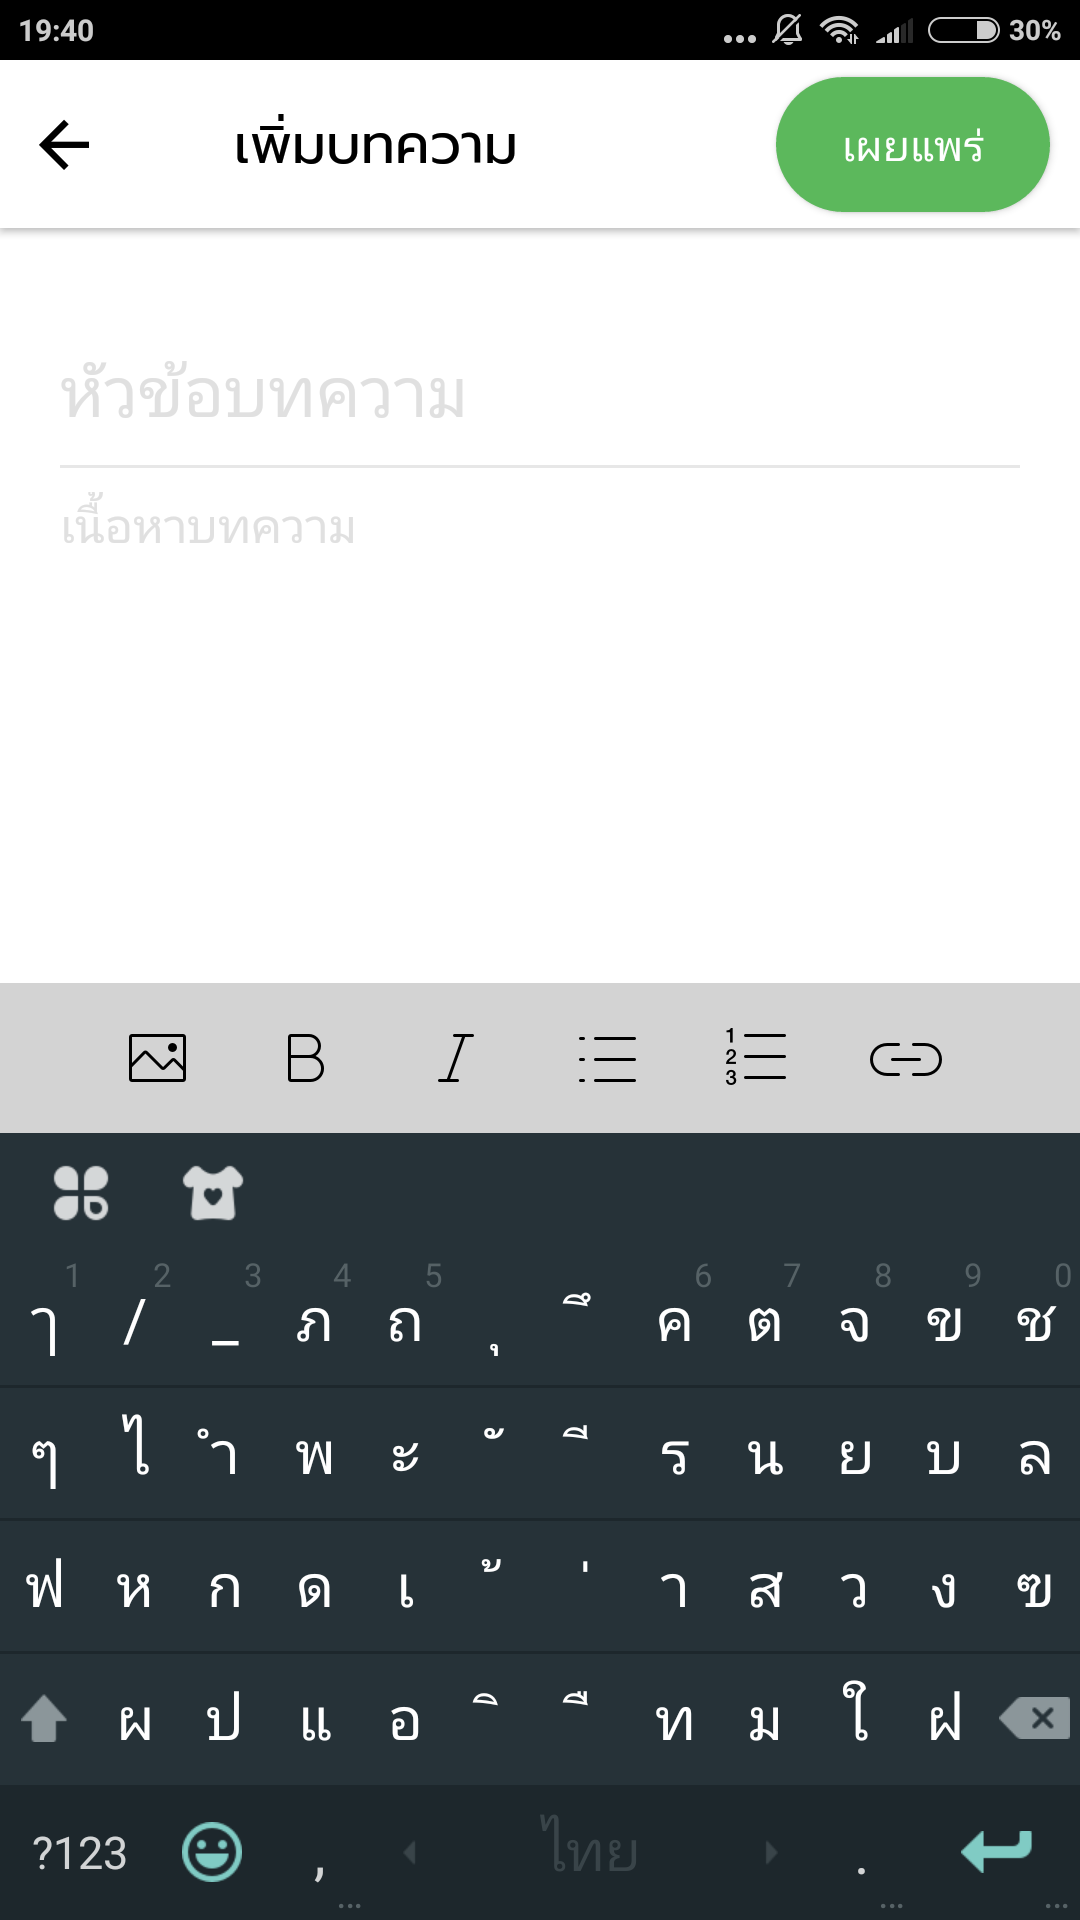 19:40 30%
เพิ่มบทความ เผยแพร่
หัวข้อบทความ
เนื้อหาบทความ
B I 1 2 3
1 2 3 4 5 6 7 8 9 0
ๅ / _ ภ ถ ุ ึ ค ต จ ข ช
ๆ ไ ำ พ ะ ั ี ร น ย บ ล
ฟ ห ก ด เ ้ ่ า ส ว ง ฃ
ผ ป แ อ ิ ื ท ม ใ ฝ
?123 , ไทย .